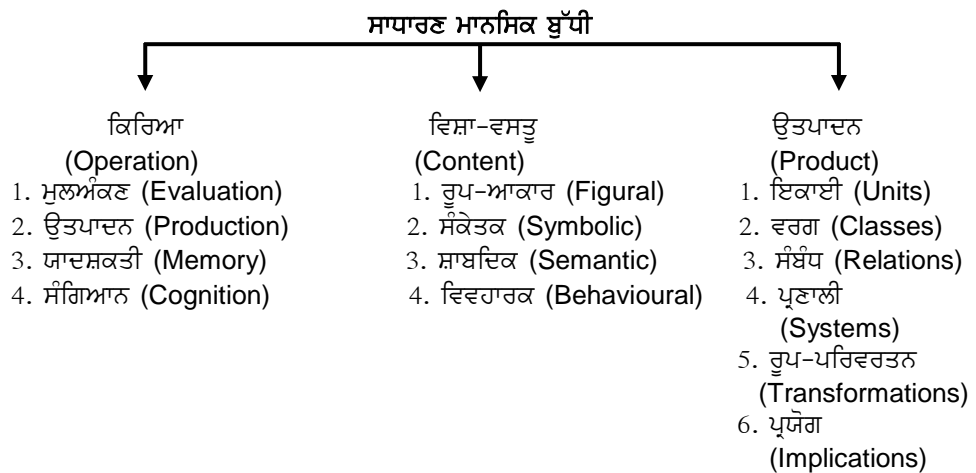 ਸਾਧਾਰਣ ਮਾਨਸਿਕ ਬੁੱਧੀ
ਕਿਰਿਆ
(Operation)
1. ਮੁਲਅੰਕਣ (Evaluation)
2. ਉਤਪਾਦਨ (Production)
3. ਯਾਦਸ਼ਕਤੀ (Memory)
4. ਸੰਗਿਆਨ (Cognition)
ਵਿਸ਼ਾ-ਵਸਤੂ
(Content)
1. ਰੂਪ-ਆਕਾਰ (Figural)
2. ਸੰਕੇਤਕ (Symbolic)
3. ਸ਼ਾਬਦਿਕ (Semantic)
4. ਵਿਵਹਾਰਕ (Behavioural)
ਉਤਪਾਦਨ
(Product)
1. ਇਕਾਈ (Units)
2. ਵਰਗ (Classes)
3. ਸੰਬੰਧ (Relations)
4. ਪ੍ਰਣਾਲੀ
(Systems)
5. ਰੂਪ-ਪਰਿਵਰਤਨ
(Transformations)
6. ਪ੍ਰਯੋਗ
(Implications)